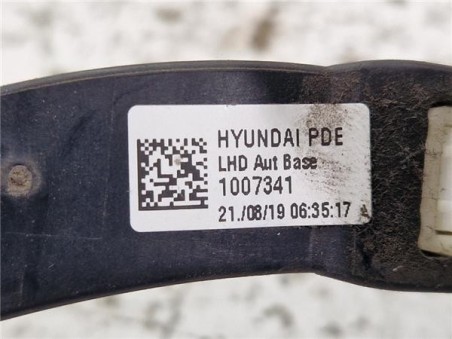 HYUNDAI PDE
LHD Aut Base
1007341
21./08/19 06:35:17